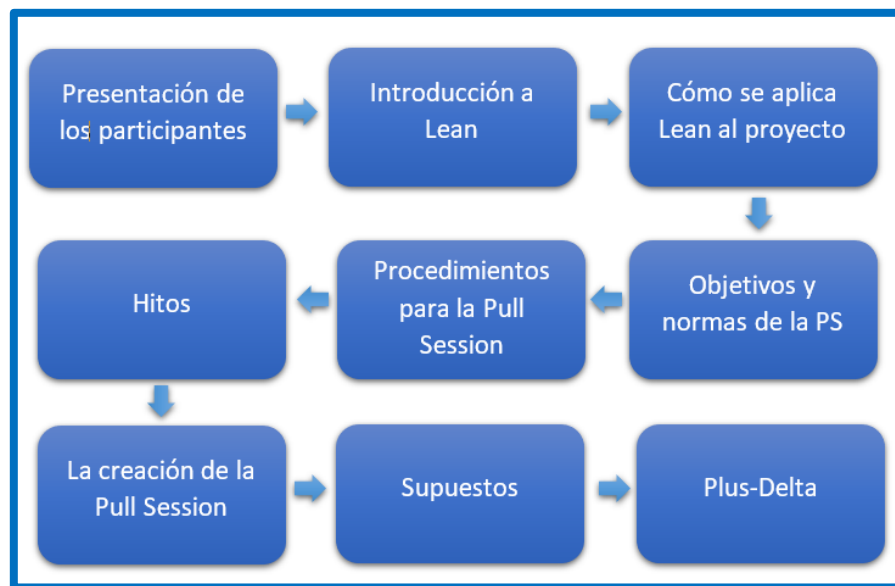 Presentación de
los participantes
Introducción a
Lean
Cómo se aplica
Lean al proyecto
Objetivos y
normas de la PS
Procedimientos
para la Pull
Session
Hitos
La creación de la
Pull Session
Supuestos
Plus-Delta